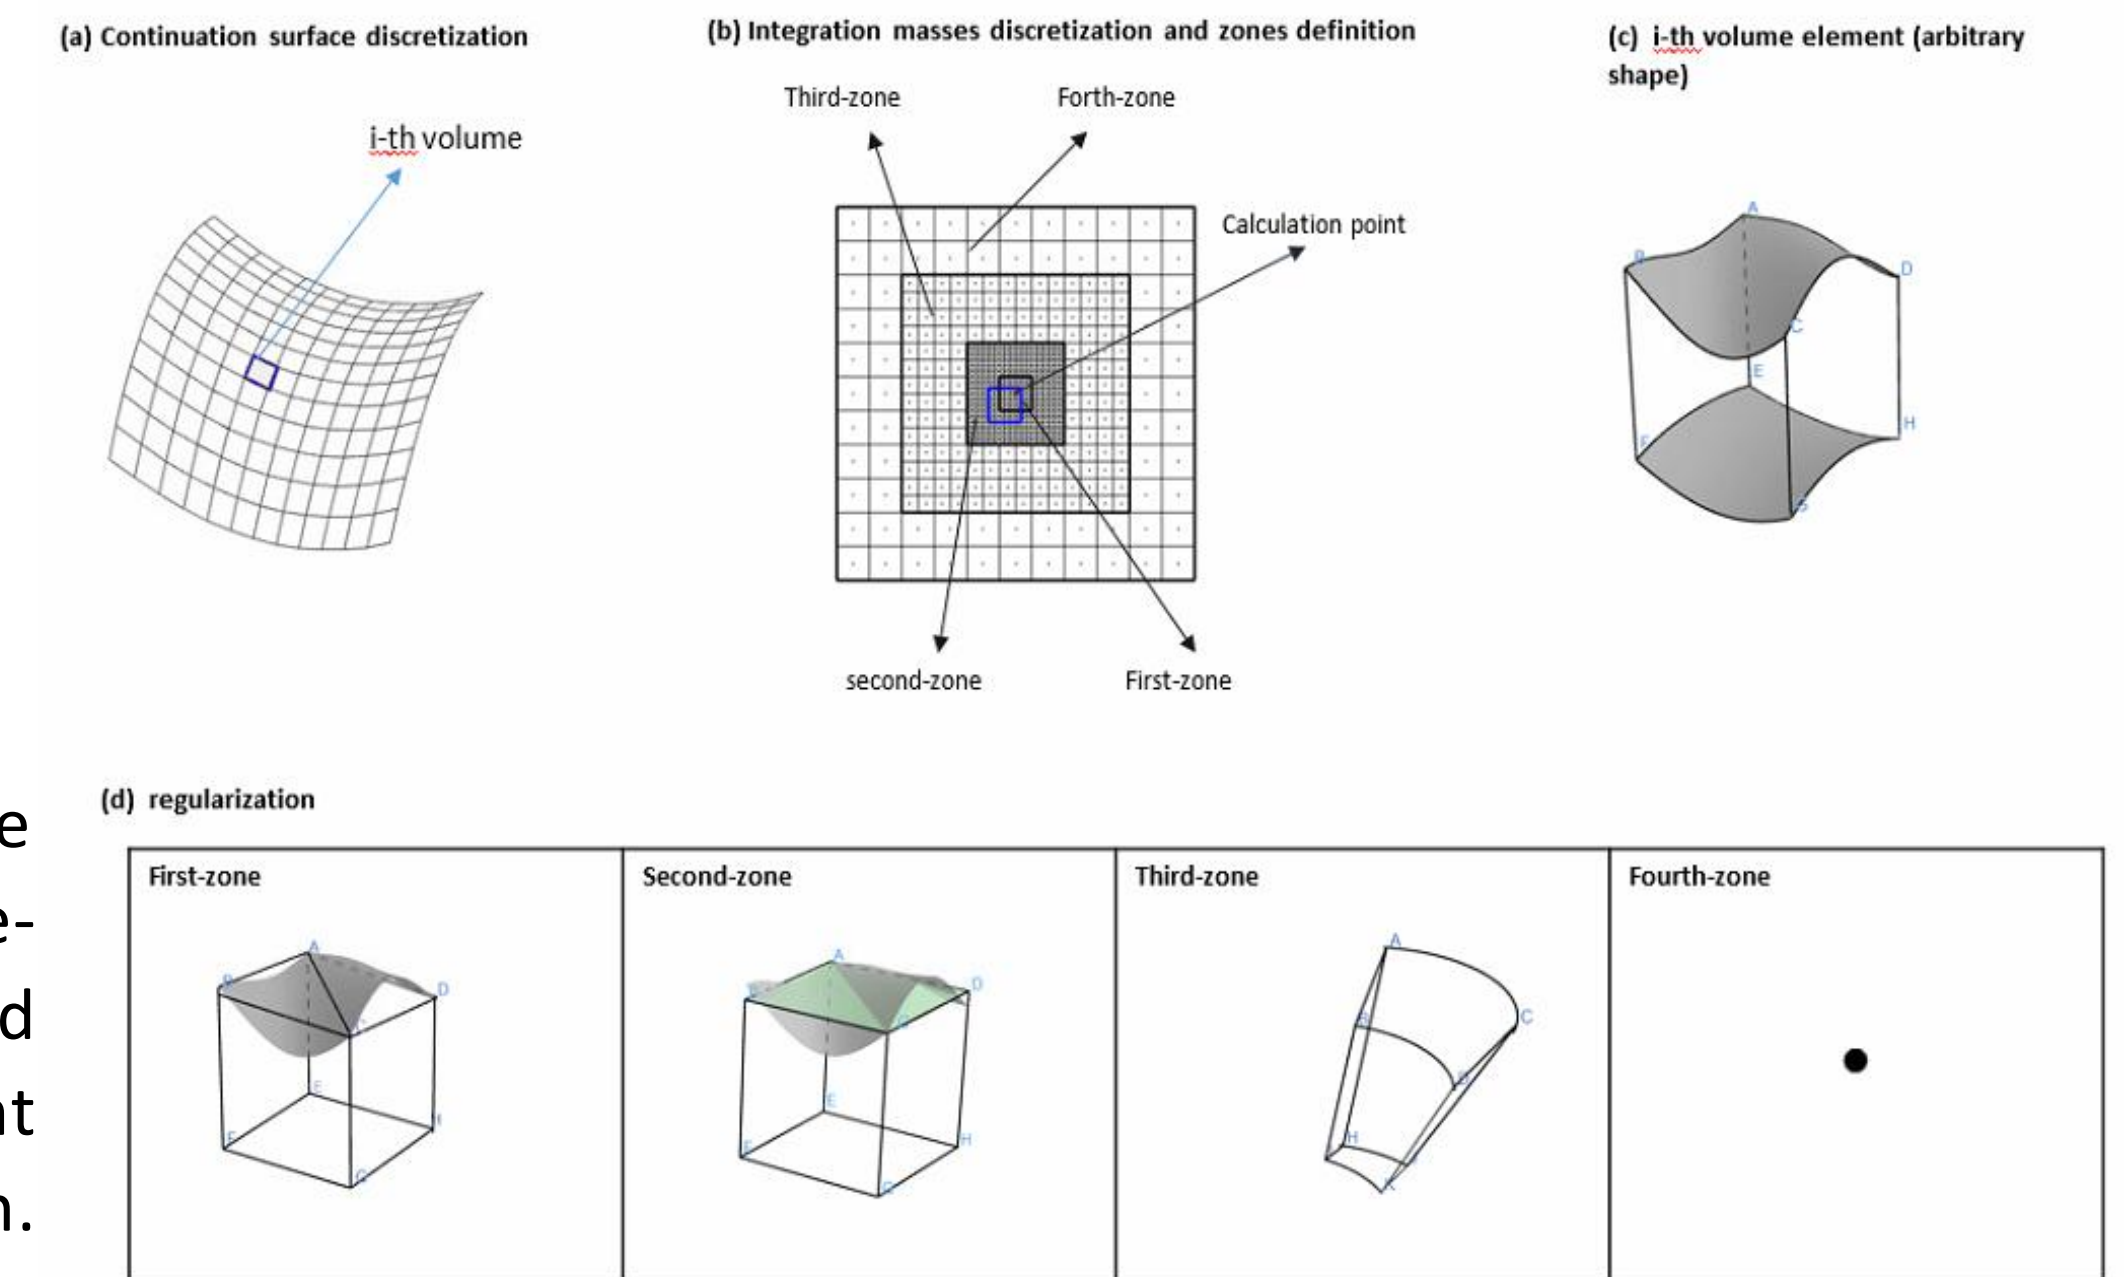 (a) Continuation surface discretization
i-th volume
(b) Integration masses discretization and zones definition
Third-zone
Forth-zone
Calculation point
second-zone
First-zone
(c) i-th volume element (arbitrary
shape)
A
B
D
C
E
H
F
G
e
e-
d
nt
n.
(d) regularization
First-zone
A
B
D
C
E
H
F
G
Second-zone
A
B
D
C
E
H
F
G
Third-zone
A
B
C
D
H
K
Fourth-zone